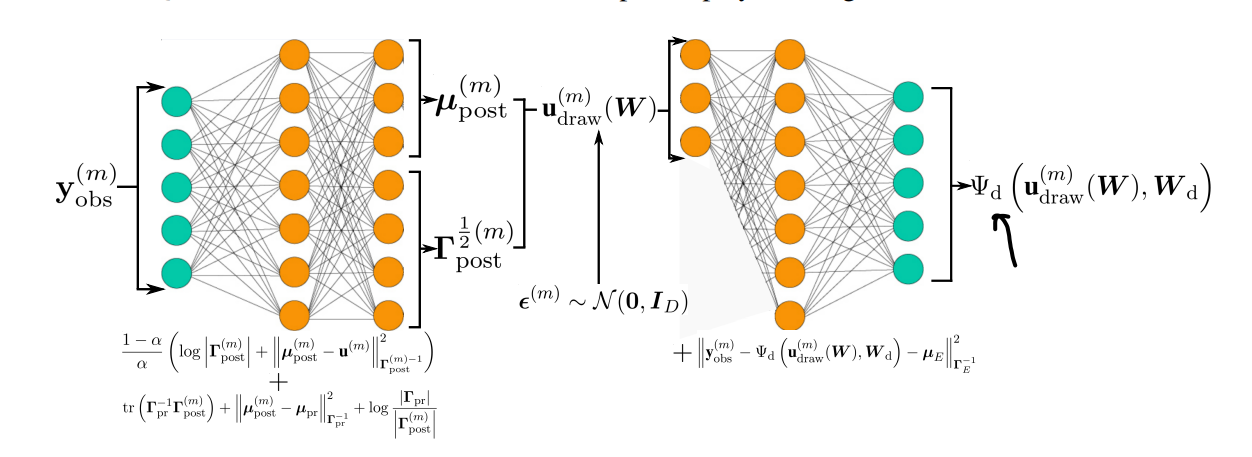 𝐲_obs^(m)
𝝁_post^(m)
𝚪_post^(1/2 (m))
𝐮_draw^(m)(𝑾)
𝝐^(m) ∼ 𝒩(𝟎, 𝑰_D)
Ψ_d (𝐮_draw^(m)(𝑾), 𝑾_d)
(1−α)/α (log |𝚪_post^(m)| + ‖𝝁_post^(m) − 𝐮^(m)‖²_{𝚪_post^(m)−1})
+
tr (𝚪_pr^−1 𝚪_post^(m)) + ‖𝝁_post^(m) − 𝝁_pr‖²_{𝚪_pr^−1} + log |𝚪_pr| / |𝚪_post^(m)|
+ ‖𝐲_obs^(m) − Ψ_d (𝐮_draw^(m)(𝑾), 𝑾_d) − 𝝁_E‖²_{𝚪_E^−1}